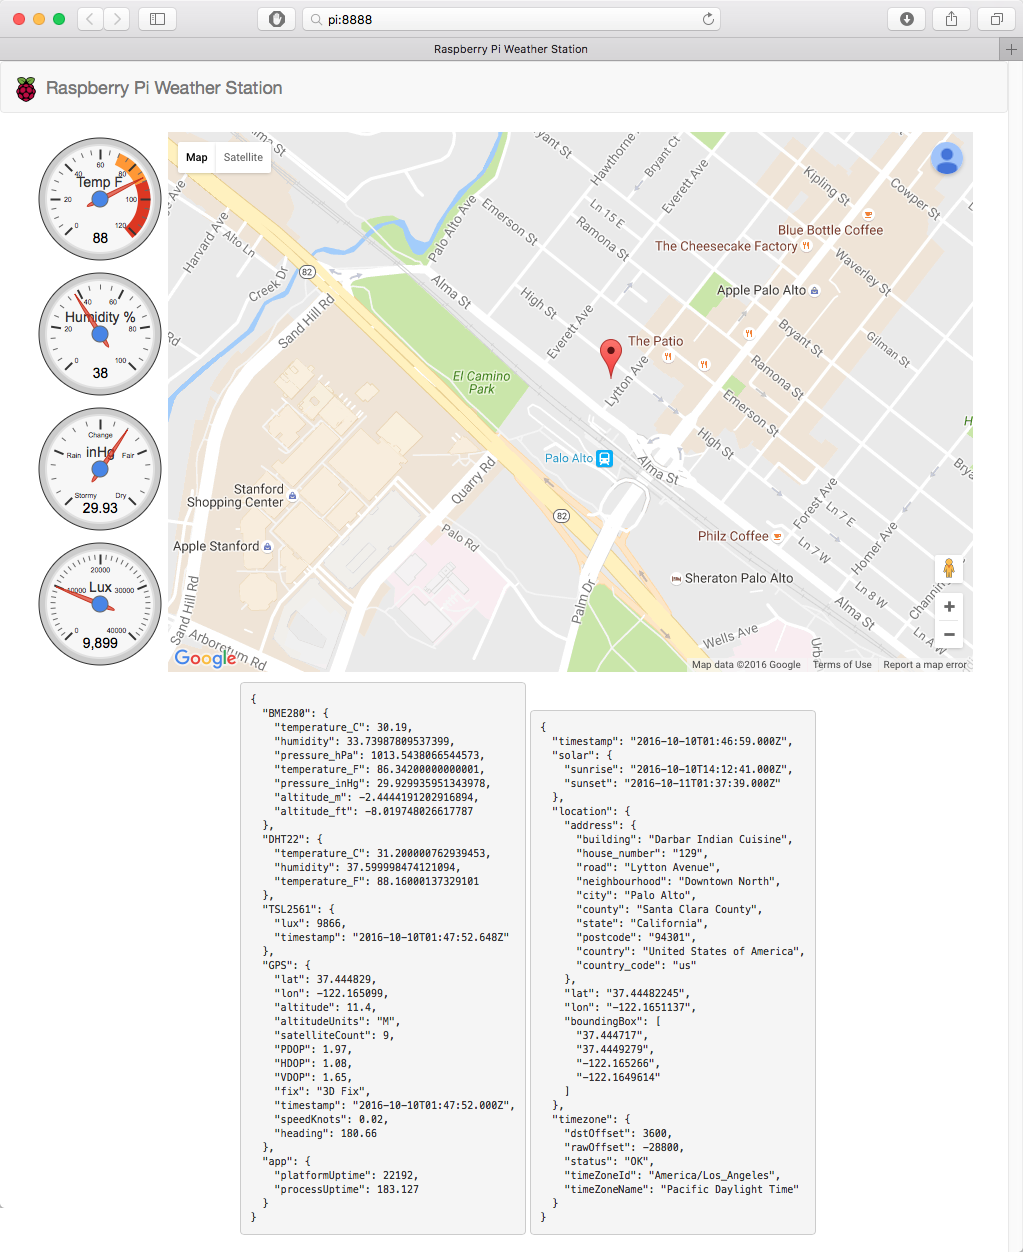 pi:8888
Raspberry Pi Weather Station
Raspberry Pi Weather Station
Temp F
0
20
40
60
80
100
120
88
Humidity %
0
20
40
60
80
100
38
inHg
Stormy
Rain
Change
Fair
Dry
29.93
Lux
0
10000
20000
30000
40000
9,899
Map
Satellite
Alma St
Harvard Ave
Alto Ln
Creek Dr
82
Sand Hill Rd
Palo Alto Ave
Alma St
Emerson St
High St
Everett Ave
Ramona St
Ln 15 E
Hawthorne
Bryant Ct
Everett Ave
Kipling St
Cowper St
Blue Bottle Coffee
The Cheesecake Factory
Waverley St
Apple Palo Alto
Bryant St
Gilman St
The Patio
Lytton Ave
Ramona St
Emerson St
High St
El Camino
Park
Palo Alto
Alma St
Quarry Rd
82
Stanford
Shopping Center
Apple Stanford
Palo Rd
Palm Dr
Sand Hill Rd
Arboretum Rd
Philz Coffee
Forest Ave
Ln 7 E
Ln 7 W
Homer Ave
Sheraton Palo Alto
Ln 8 W
Alma St
Wells Ave
Google
Map data ©2016 Google
Terms of Use
Report a map error
{
"BME280": {
"temperature_C": 30.19,
"humidity": 33.73987809537399,
"pressure_hPa": 1013.5438066544573,
"temperature_F": 86.34200000000001,
"pressure_inHg": 29.929935951343978,
"altitude_m": -2.4444191202916894,
"altitude_ft": -8.019748026617787
},
"DHT22": {
"temperature_C": 31.200000762939453,
"humidity": 37.599998474121094,
"temperature_F": 88.16000137329101
},
"TSL2561": {
"lux": 9866,
"timestamp": "2016-10-10T01:47:52.648Z"
},
"GPS": {
"lat": 37.444829,
"lon": -122.165099,
"altitude": 11.4,
"altitudeUnits": "M",
"satelliteCount": 9,
"PDOP": 1.97,
"HDOP": 1.08,
"VDOP": 1.65,
"fix": "3D Fix",
"timestamp": "2016-10-10T01:47:52.000Z",
"speedKnots": 0.02,
"heading": 180.66
},
"app": {
"platformUptime": 22192,
"processUptime": 183.127
}
}
{
"timestamp": "2016-10-10T01:46:59.000Z",
"solar": {
"sunrise": "2016-10-10T14:12:41.000Z",
"sunset": "2016-10-11T01:37:39.000Z"
},
"location": {
"address": {
"building": "Darbar Indian Cuisine",
"house_number": "129",
"road": "Lytton Avenue",
"neighbourhood": "Downtown North",
"city": "Palo Alto",
"county": "Santa Clara County",
"state": "California",
"postcode": "94301",
"country": "United States of America",
"country_code": "us"
},
"lat": "37.44482245",
"lon": "-122.1651137",
"boundingBox": [
"37.444717",
"37.4449279",
"-122.165266",
"-122.1649614"
]
},
"timezone": {
"dstOffset": 3600,
"rawOffset": -28800,
"status": "OK",
"timeZoneId": "America/Los_Angeles",
"timeZoneName": "Pacific Daylight Time"
}
}